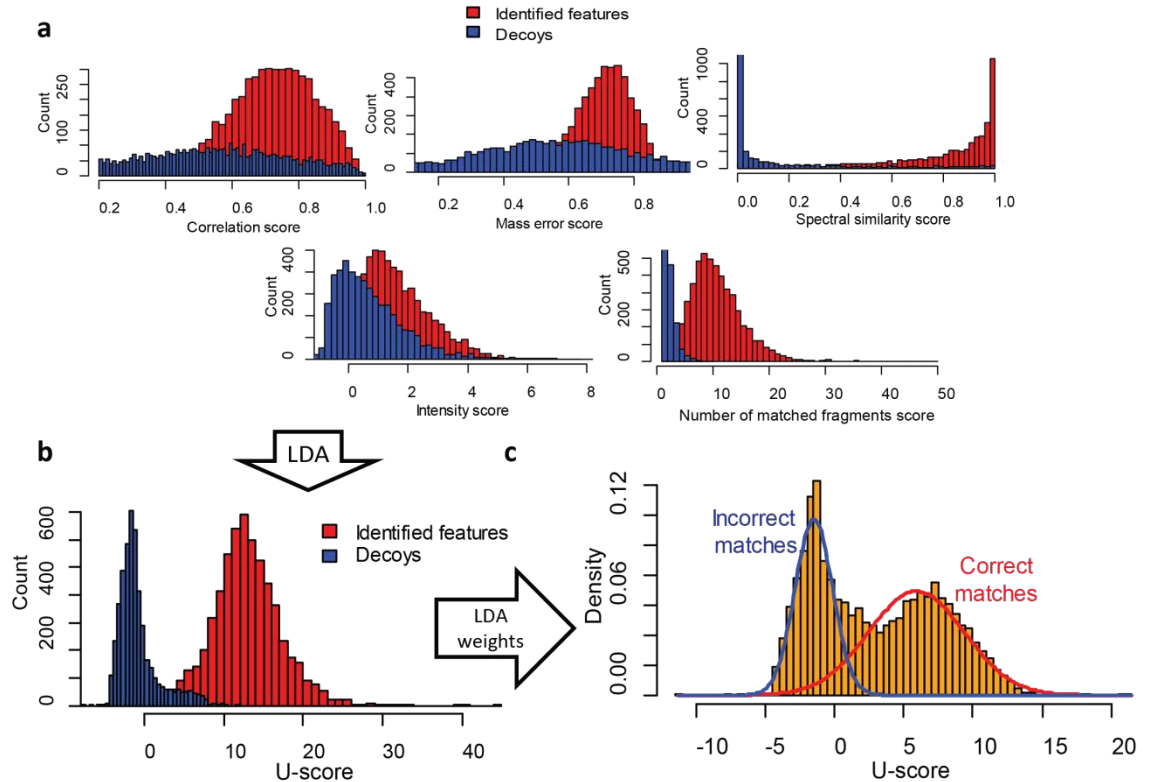 a
Identified features
Decoys
Count
0 100 250
0.2 0.4 0.6 0.8 1.0
Correlation score
Count
0 200 400
0.2 0.4 0.6 0.8
Mass error score
Count
0 400 1000
0.0 0.2 0.4 0.6 0.8 1.0
Spectral similarity score
Count
0 200 400
0 2 4 6 8
Intensity score
Count
0 200 500
0 10 20 30 40 50
Number of matched fragments score
LDA
b
Identified features
Decoys
Count
0 200 400 600
0 10 20 30 40
U-score
LDA
weights
c
Incorrect
matches
Correct
matches
Density
0.00 0.06 0.12
-10 -5 0 5 10 15 20
U-score